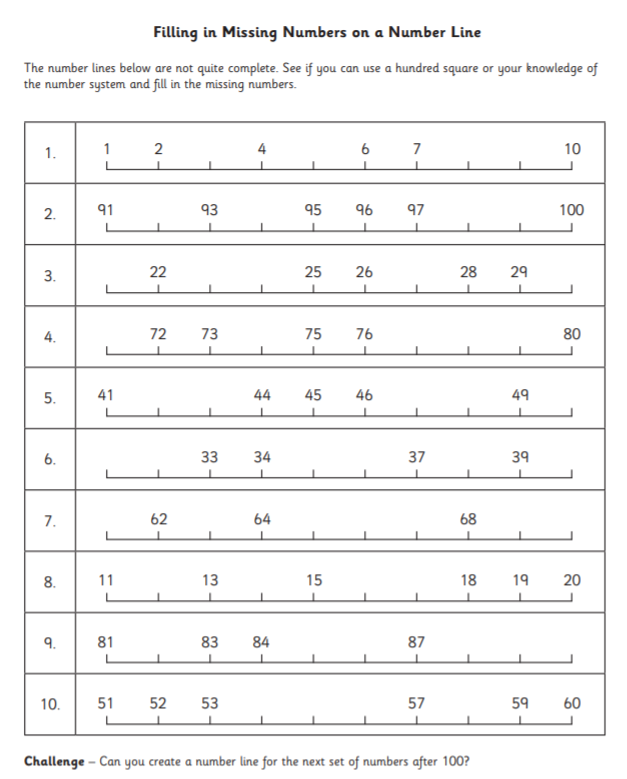 Filling in Missing Numbers on a Number Line
The number lines below are not quite complete. See if you can use a hundred square or your knowledge of
the number system and fill in the missing numbers.
1. 1 2 4 6 7 10
2. 91 93 95 96 97 100
3. 22 25 26 28 29
4. 72 73 75 76 80
5. 41 44 45 46 49
6. 33 34 37 39
7. 62 64 68
8. 11 13 15 18 19 20
9. 81 83 84 87
10. 51 52 53 57 59 60
Challenge – Can you create a number line for the next set of numbers after 100?